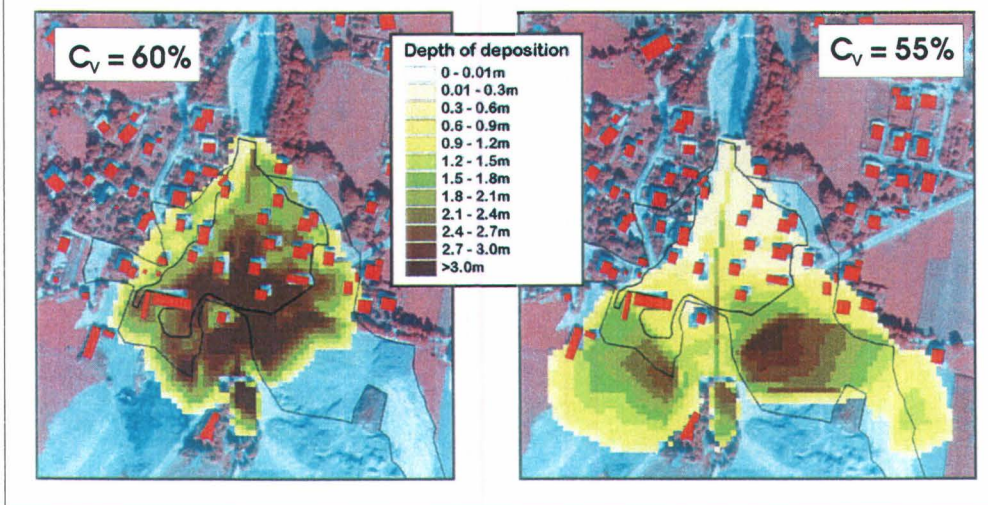 Cv = 60%
Depth of deposition
0 - 0.01m
0.01 - 0.3m
0.3 - 0.6m
0.6 - 0.9m
0.9 - 1.2m
1.2 - 1.5m
1.5 - 1.8m
1.8 - 2.1m
2.1 - 2.4m
2.4 - 2.7m
2.7 - 3.0m
>3.0m
Cv = 55%